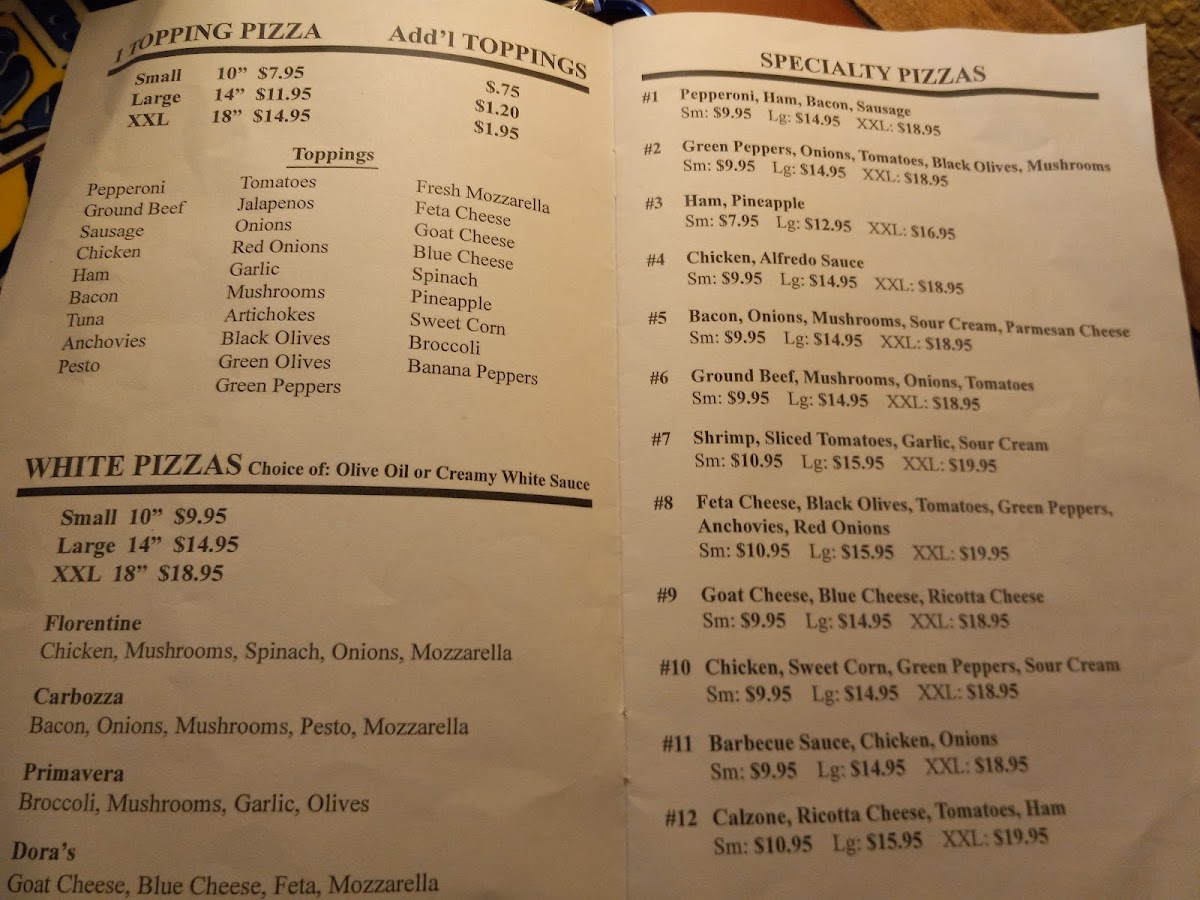 1 TOPPING PIZZA Add'l TOPPINGS
Small 10” $7.95 $.75
Large 14” $11.95 $1.20
XXL 18” $14.95 $1.95
Toppings
Pepperoni
Ground Beef
Sausage
Chicken
Ham
Bacon
Tuna
Anchovies
Pesto
Tomatoes
Jalapenos
Onions
Red Onions
Garlic
Mushrooms
Artichokes
Black Olives
Green Olives
Green Peppers
Fresh Mozzarella
Feta Cheese
Goat Cheese
Blue Cheese
Spinach
Pineapple
Sweet Corn
Broccoli
Banana Peppers
WHITE PIZZAS Choice of: Olive Oil or Creamy White Sauce
Small 10” $9.95
Large 14” $14.95
XXL 18” $18.95
Florentine
Chicken, Mushrooms, Spinach, Onions, Mozzarella
Carbozza
Bacon, Onions, Mushrooms, Pesto, Mozzarella
Primavera
Broccoli, Mushrooms, Garlic, Olives
Dora's
Goat Cheese, Blue Cheese, Feta, Mozzarella
SPECIALTY PIZZAS
#1 Pepperoni, Ham, Bacon, Sausage
Sm: $9.95 Lg: $14.95 XXL: $18.95
#2 Green Peppers, Onions, Tomatoes, Black Olives, Mushrooms
Sm: $9.95 Lg: $14.95 XXL: $18.95
#3 Ham, Pineapple
Sm: $7.95 Lg: $12.95 XXL: $16.95
#4 Chicken, Alfredo Sauce
Sm: $9.95 Lg: $14.95 XXL: $18.95
#5 Bacon, Onions, Mushrooms, Sour Cream, Parmesan Cheese
Sm: $9.95 Lg: $14.95 XXL: $18.95
#6 Ground Beef, Mushrooms, Onions, Tomatoes
Sm: $9.95 Lg: $14.95 XXL: $18.95
#7 Shrimp, Sliced Tomatoes, Garlic, Sour Cream
Sm: $10.95 Lg: $15.95 XXL: $19.95
#8 Feta Cheese, Black Olives, Tomatoes, Green Peppers,
Anchovies, Red Onions
Sm: $10.95 Lg: $15.95 XXL: $19.95
#9 Goat Cheese, Blue Cheese, Ricotta Cheese
Sm: $9.95 Lg: $14.95 XXL: $18.95
#10 Chicken, Sweet Corn, Green Peppers, Sour Cream
Sm: $9.95 Lg: $14.95 XXL: $18.95
#11 Barbecue Sauce, Chicken, Onions
Sm: $9.95 Lg: $14.95 XXL: $18.95
#12 Calzone, Ricotta Cheese, Tomatoes, Ham
Sm: $10.95 Lg: $15.95 XXL: $19.95